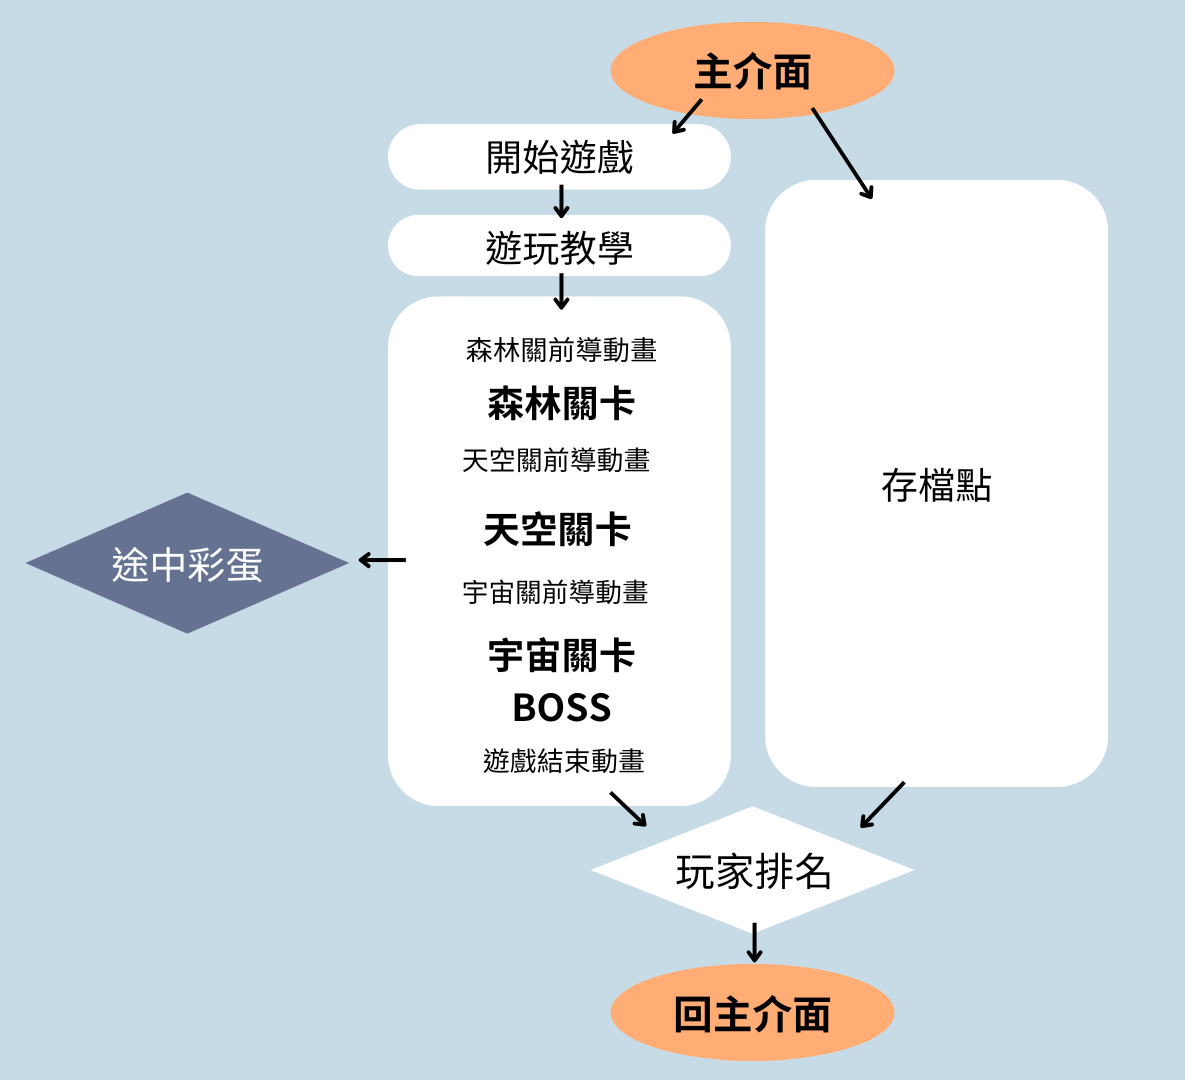 主介面
開始遊戲
遊玩教學
森林關前導動畫
森林關卡
天空關前導動畫
天空關卡
宇宙關前導動畫
宇宙關卡
BOSS
遊戲結束動畫
途中彩蛋
存檔點
玩家排名
回主介面